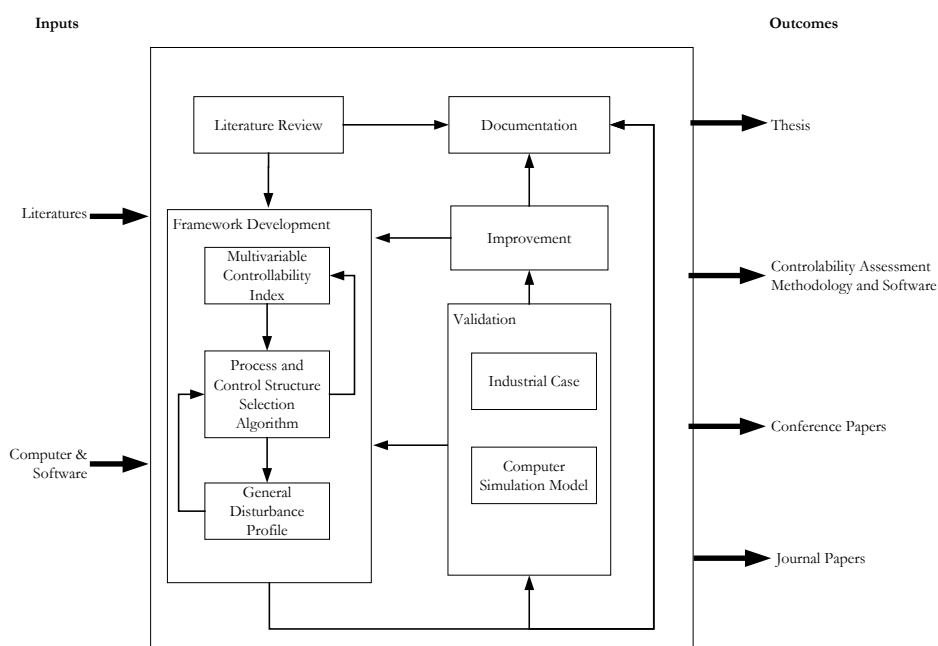 Inputs
Outcomes
Literature Review
Documentation
Thesis
Literatures
Framework Development
Improvement
Multivariable
Controllability
Index
Controlability Assessment
Methodology and Software
Validation
Process and
Control Structure
Selection
Algorithm
Industrial Case
Conference Papers
Computer &
Software
Computer
Simulation Model
General
Disturbance
Profile
Journal Papers